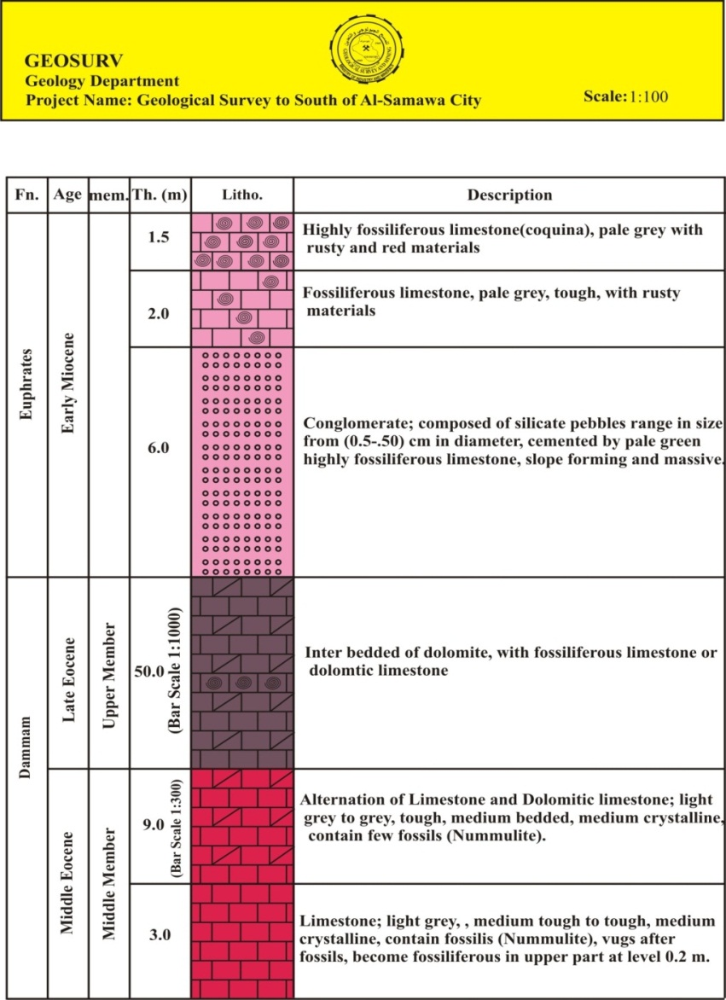 GEOSURV
Geology Department
Project Name: Geological Survey to South of Al-Samawa City
Scale:1:100
Fn. Age mem. Th. (m) Litho. Description
Euphrates
Early Miocene
1.5
Highly fossiliferous limestone(coquina), pale grey with
rusty and red materials
2.0
Fossiliferous limestone, pale grey, tough, with rusty
materials
6.0
Conglomerate; composed of silicate pebbles range in size
from (0.5-.50) cm in diameter, cemented by pale green
highly fossiliferous limestone, slope forming and massive.
Dammam
Late Eocene
Upper Member
50.0
(Bar Scale 1:1000)
Inter bedded of dolomite, with fossiliferous limestone or
dolomtic limestone
Middle Eocene
Middle Member
9.0
(Bar Scale 1:300)
Alternation of Limestone and Dolomitic limestone; light
grey to grey, tough, medium bedded, medium crystalline,
contain few fossils (Nummulite).
3.0
Limestone; light grey, , medium tough to tough, medium
crystalline, contain fossilis (Nummulite), vugs after
fossils, become fossiliferous in upper part at level 0.2 m.